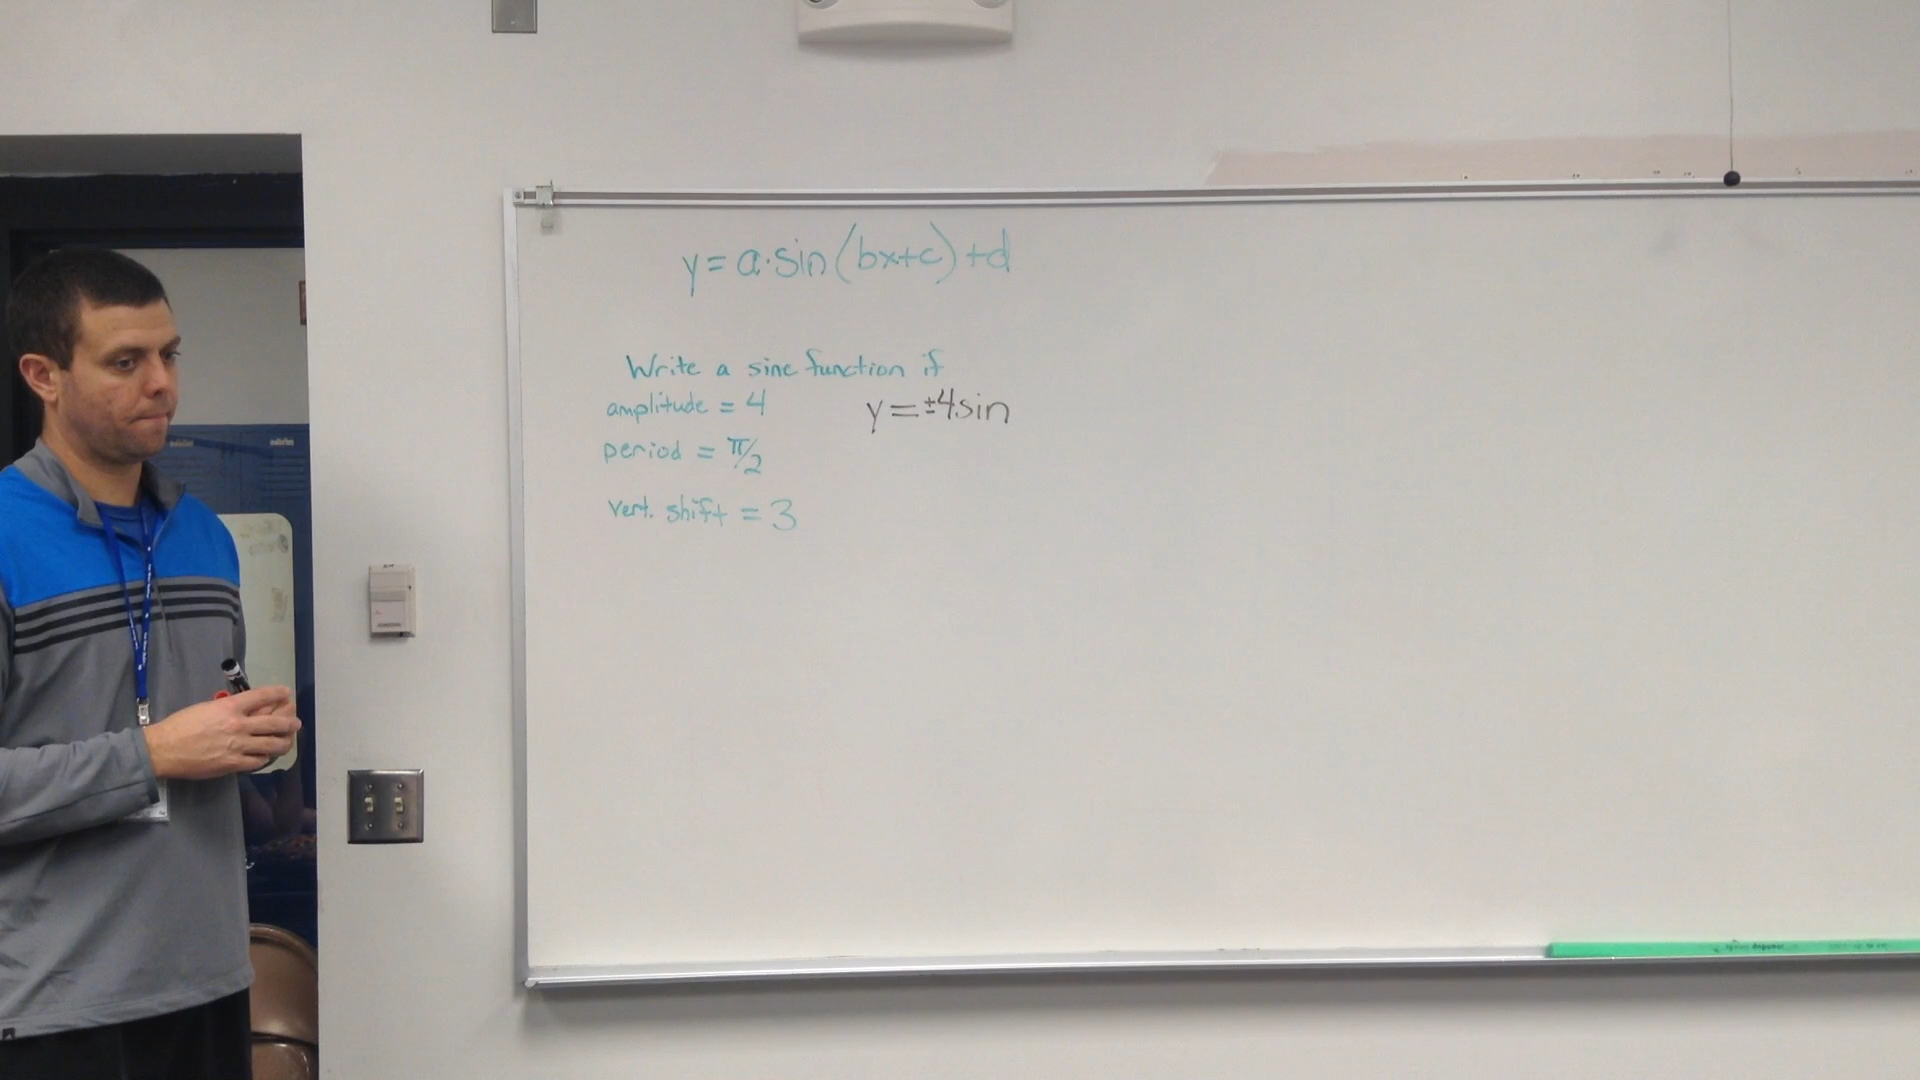 y = a·sin(bx+c)+d
Write a sine function if
amplitude = 4
y = ±4sin
period = π/2
vert. shift = 3